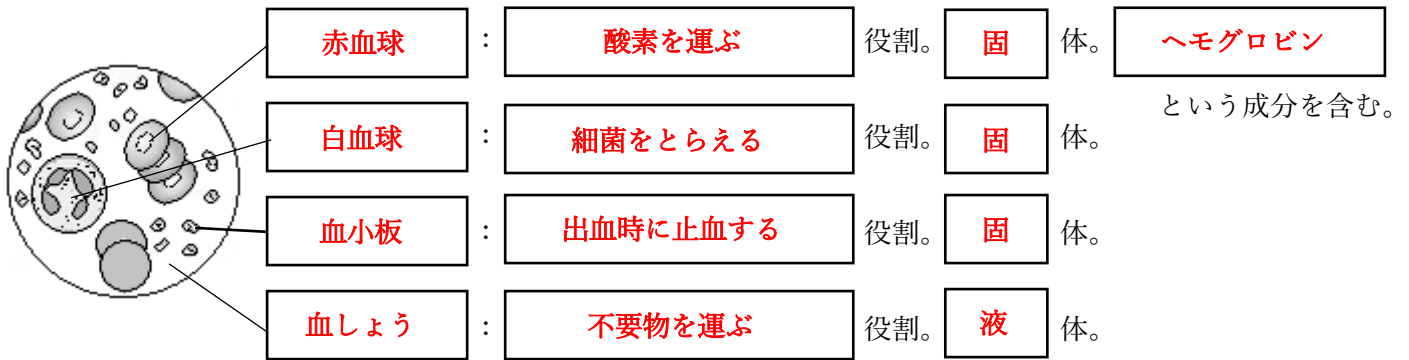 赤血球 : 酸素を運ぶ 役割。 固 体。 ヘモグロビン
という成分を含む。
白血球 : 細菌をとらえる 役割。 固 体。
血小板 : 出血時に止血する 役割。 固 体。
血しょう : 不要物を運ぶ 役割。 液 体。